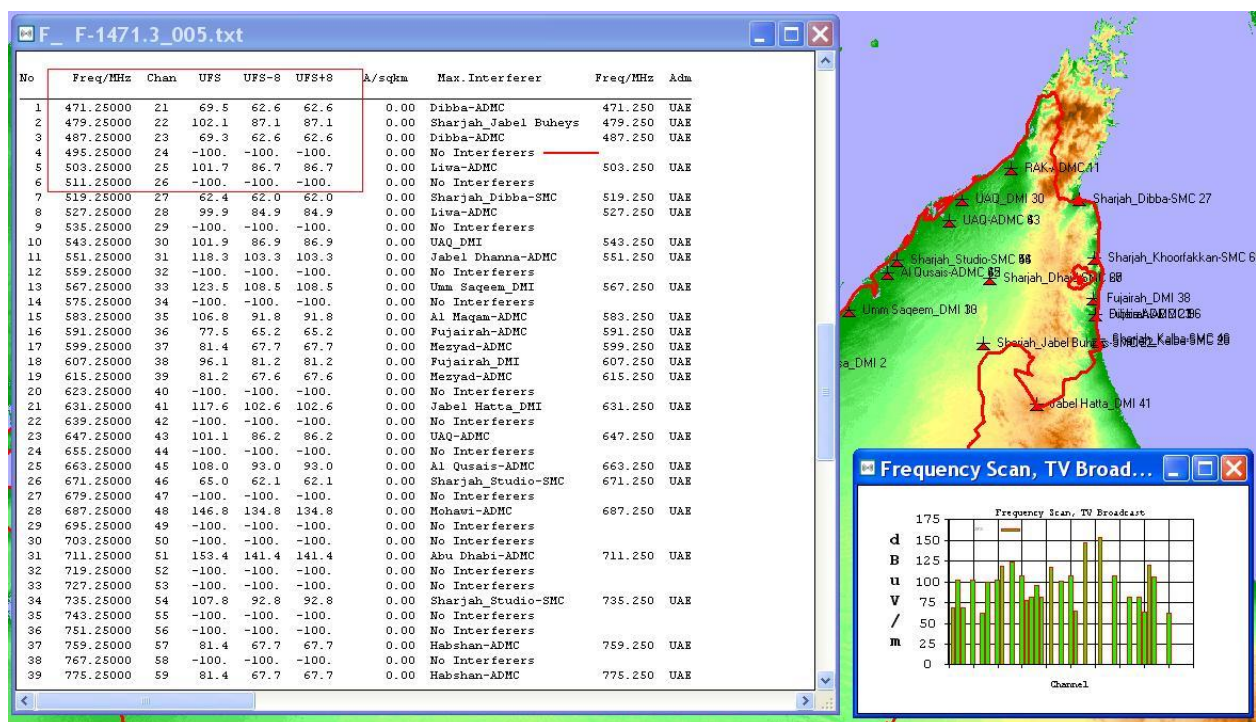 F_ F-1471.3_005.txt
No Freq/MHz Chan UFS UFS-8 UFS+8 A/sqkm Max.Interferer Freq/MHz Adm
1 471.25000 21 69.5 62.6 62.6 0.00 Dibba-ADMC 471.250 UAE
2 479.25000 22 102.1 87.1 87.1 0.00 Sharjah_Jabel Buheys 479.250 UAE
3 487.25000 23 69.3 62.6 62.6 0.00 Dibba-ADMC 487.250 UAE
4 495.25000 24 -100. -100. -100. 0.00 No Interferers
5 503.25000 25 101.7 86.7 86.7 0.00 Liwa-ADMC 503.250 UAE
6 511.25000 26 -100. -100. -100. 0.00 No Interferers
7 519.25000 27 62.4 62.0 62.0 0.00 Sharjah_Dibba-SMC 519.250 UAE
8 527.25000 28 99.9 84.9 84.9 0.00 Liwa-ADMC 527.250 UAE
9 535.25000 29 -100. -100. -100. 0.00 No Interferers
10 543.25000 30 101.9 86.9 86.9 0.00 UAQ_DMI 543.250 UAE
11 551.25000 31 118.3 103.3 103.3 0.00 Jabel Dhanna-ADMC 551.250 UAE
12 559.25000 32 -100. -100. -100. 0.00 No Interferers
13 567.25000 33 123.5 108.5 108.5 0.00 Umm Saqeem_DMI 567.250 UAE
14 575.25000 34 -100. -100. -100. 0.00 No Interferers
15 583.25000 35 106.8 91.8 91.8 0.00 Al Maqam-ADMC 583.250 UAE
16 591.25000 36 77.5 65.2 65.2 0.00 Fujairah-ADMC 591.250 UAE
17 599.25000 37 81.4 67.7 67.7 0.00 Mezyad-ADMC 599.250 UAE
18 607.25000 38 96.1 81.2 81.2 0.00 Fujairah_DMI 607.250 UAE
19 615.25000 39 81.2 67.6 67.6 0.00 Mezyad-ADMC 615.250 UAE
20 623.25000 40 -100. -100. -100. 0.00 No Interferers
21 631.25000 41 117.6 102.6 102.6 0.00 Jabel Hatta_DMI 631.250 UAE
22 639.25000 42 -100. -100. -100. 0.00 No Interferers
23 647.25000 43 101.1 86.2 86.2 0.00 UAQ-ADMC 647.250 UAE
24 655.25000 44 -100. -100. -100. 0.00 No Interferers
25 663.25000 45 108.0 93.0 93.0 0.00 Al Qusais-ADMC 663.250 UAE
26 671.25000 46 65.0 62.1 62.1 0.00 Sharjah_Studio-SMC 671.250 UAE
27 679.25000 47 -100. -100. -100. 0.00 No Interferers
28 687.25000 48 146.8 134.8 134.8 0.00 Mohawi-ADMC 687.250 UAE
29 695.25000 49 -100. -100. -100. 0.00 No Interferers
30 703.25000 50 -100. -100. -100. 0.00 No Interferers
31 711.25000 51 153.4 141.4 141.4 0.00 Abu Dhabi-ADMC 711.250 UAE
32 719.25000 52 -100. -100. -100. 0.00 No Interferers
33 727.25000 53 -100. -100. -100. 0.00 No Interferers
34 735.25000 54 107.8 92.8 92.8 0.00 Sharjah_Studio-SMC 735.250 UAE
35 743.25000 55 -100. -100. -100. 0.00 No Interferers
36 751.25000 56 -100. -100. -100. 0.00 No Interferers
37 759.25000 57 81.4 67.7 67.7 0.00 Habshan-ADMC 759.250 UAE
38 767.25000 58 -100. -100. -100. 0.00 No Interferers
39 775.25000 59 81.4 67.7 67.7 0.00 Habshan-ADMC 775.250 UAE
RAK-ADMC
UAQ_DMI 30
Sharjah_Dibba-SMC 27
UAQ-ADMC
Sharjah_Studio-SMC
Sharjah_Khoorfakkan-SMC 6
Al Qusais-ADMC
Fujairah_DMI 38
Umm Saqeem_DMI
Sharjah_Jabel
sa_DMI 2
Jabel Hatta_DMI 41
Frequency Scan, TV Broad...
Frequency Scan, TV Broadcast
dBuV/m
175
150
125
100
75
50
25
0
Channel